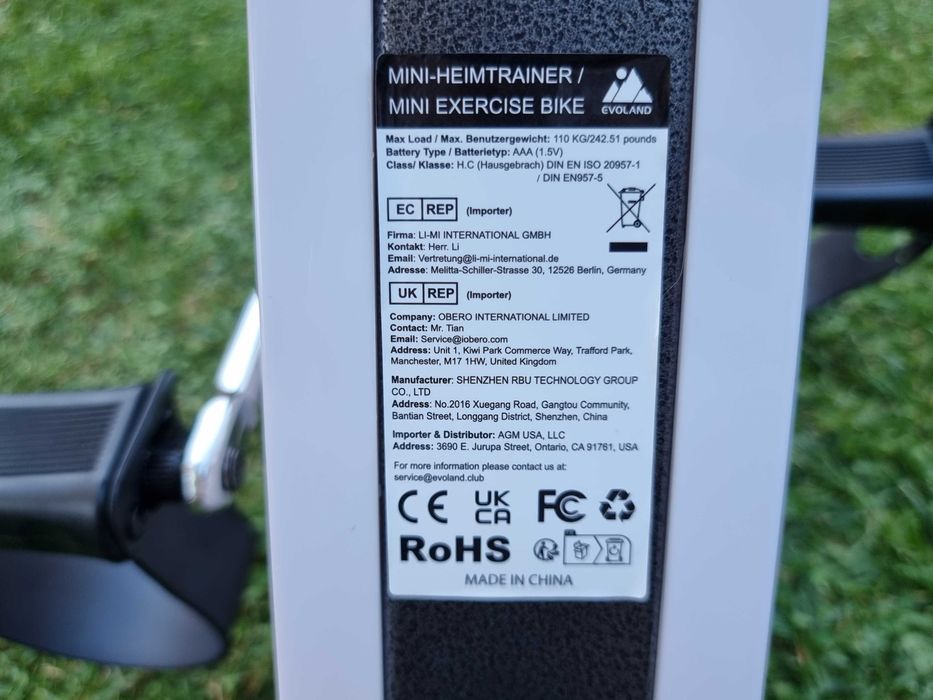 MINI-HEIMTRAINER /
MINI EXERCISE BIKE
EVOLAND
Max Load / Max. Benutzergewicht: 110 KG/242.51 pounds
Battery Type / Batterietyp: AAA (1.5V)
Class/ Klasse: H.C (Hausgebrach) DIN EN ISO 20957-1
/ DIN EN957-5
EC REP (Importer)
Firma: LI-MI INTERNATIONAL GMBH
Kontakt: Herr. Li
Email: Vertretung@li-mi-international.de
Adresse: Melitta-Schiller-Strasse 30, 12526 Berlin, Germany
UK REP (Importer)
Company: OBERO INTERNATIONAL LIMITED
Contact: Mr. Tian
Email: Service@iobero.com
Address: Unit 1, Kiwi Park Commerce Way, Trafford Park,
Manchester, M17 1HW, United Kingdom
Manufacturer: SHENZHEN RBU TECHNOLOGY GROUP
CO., LTD
Address: No.2016 Xuegang Road, Gangtou Community,
Bantian Street, Longgang District, Shenzhen, China
Importer & Distributor: AGM USA, LLC
Address: 3690 E. Jurupa Street, Ontario, CA 91761, USA
For more information please contact us at:
service@evoland.club
CE UK CA FC
RoHS
MADE IN CHINA